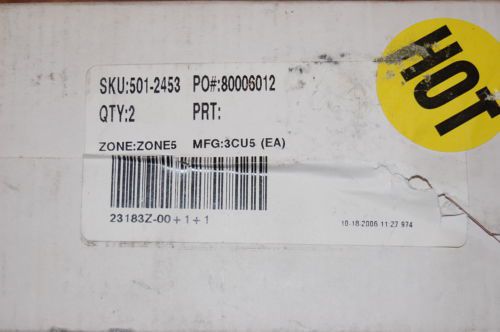 SKU:501-2453 PO#:80006012
QTY:2 PRT:
ZONE:ZONE5 MFG:3CU5 (EA)
23183Z-00+1÷1
10-18-2006 11:27 974
HOT